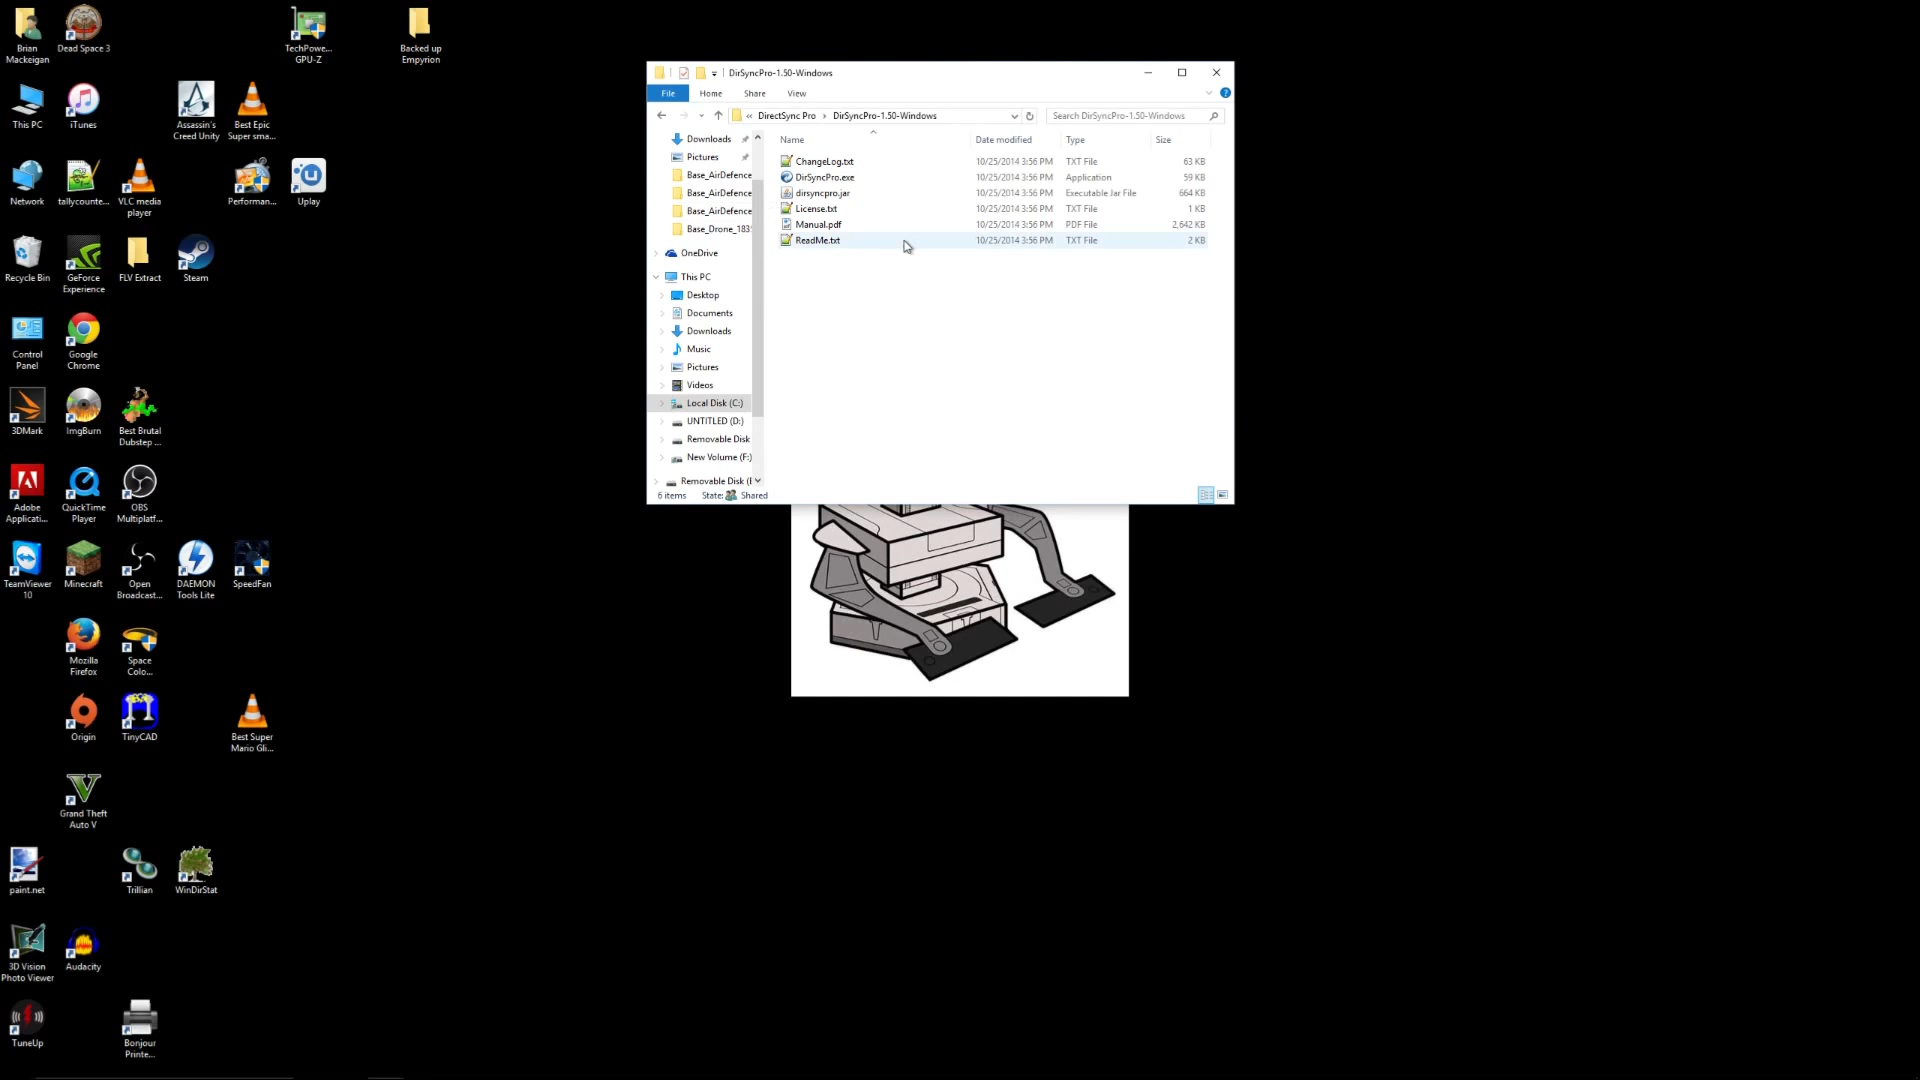 Brian
Mackeigan
Dead Space 3
TechPowe...
GPU-Z
Backed up
Empyrion
This PC
iTunes
Assassin's
Creed Unity
Best Epic
Super sma...
Network
tallycounte...
VLC media
player
Performan...
Uplay
Recycle Bin
GeForce
Experience
FLV Extract
Steam
Control
Panel
Google
Chrome
3DMark
ImgBurn
Best Brutal
Dubstep ...
Adobe
Applicati...
QuickTime
Player
OBS
Multiplatf...
TeamViewer
10
Minecraft
Open
Broadcast...
DAEMON
Tools Lite
SpeedFan
Mozilla
Firefox
Space
Colo...
Origin
TinyCAD
Best Super
Mario Gli...
Grand Theft
Auto V
paint.net
Trillian
WinDirStat
3D Vision
Photo Viewer
Audacity
TuneUp
Bonjour
Printe...
DirSyncPro-1.50-Windows
File Home Share View
« DirectSync Pro › DirSyncPro-1.50-Windows
Search DirSyncPro-1.50-Windows
Downloads
Pictures
Base_AirDefence
Base_AirDefence
Base_AirDefence
Base_Drone_183
OneDrive
This PC
Desktop
Documents
Downloads
Music
Pictures
Videos
Local Disk (C:)
UNTITLED (D:)
Removable Disk
New Volume (F:)
Removable Disk (
Name Date modified Type Size
ChangeLog.txt 10/25/2014 3:56 PM TXT File 63 KB
DirSyncPro.exe 10/25/2014 3:56 PM Application 59 KB
dirsyncpro.jar 10/25/2014 3:56 PM Executable Jar File 664 KB
License.txt 10/25/2014 3:56 PM TXT File 1 KB
Manual.pdf 10/25/2014 3:56 PM PDF File 2,642 KB
ReadMe.txt 10/25/2014 3:56 PM TXT File 2 KB
6 items State: Shared